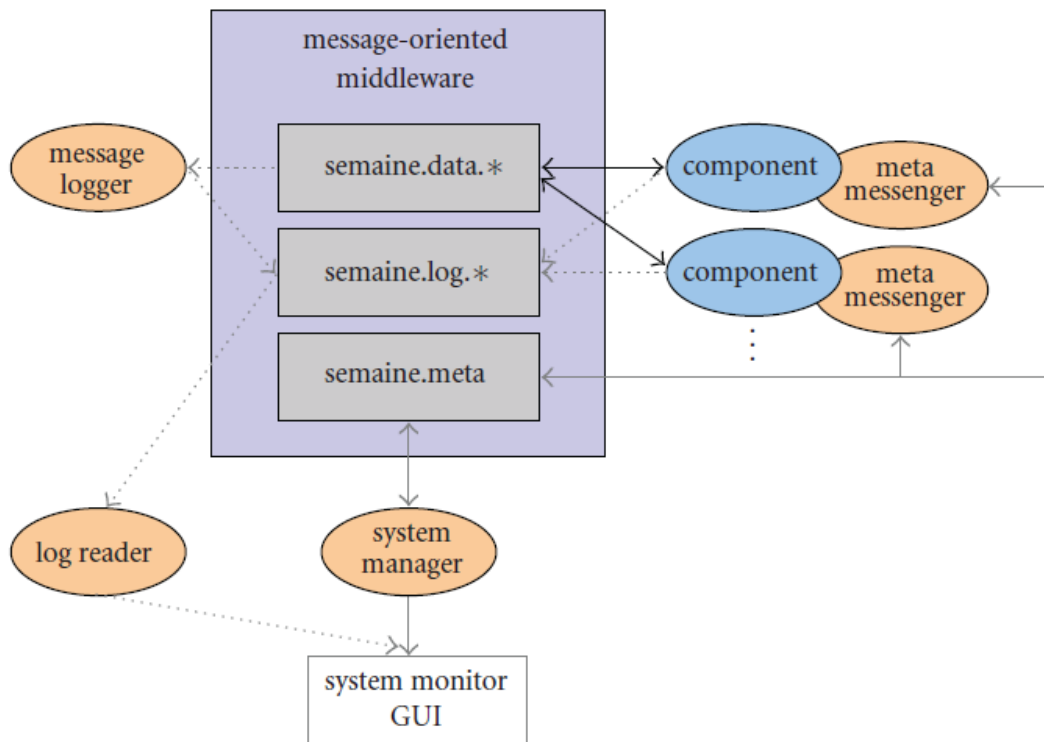 message-oriented
middleware
message
logger
semaine.data.*
component
meta
messenger
semaine.log.*
component
meta
messenger
semaine.meta
log reader
system
manager
system monitor
GUI